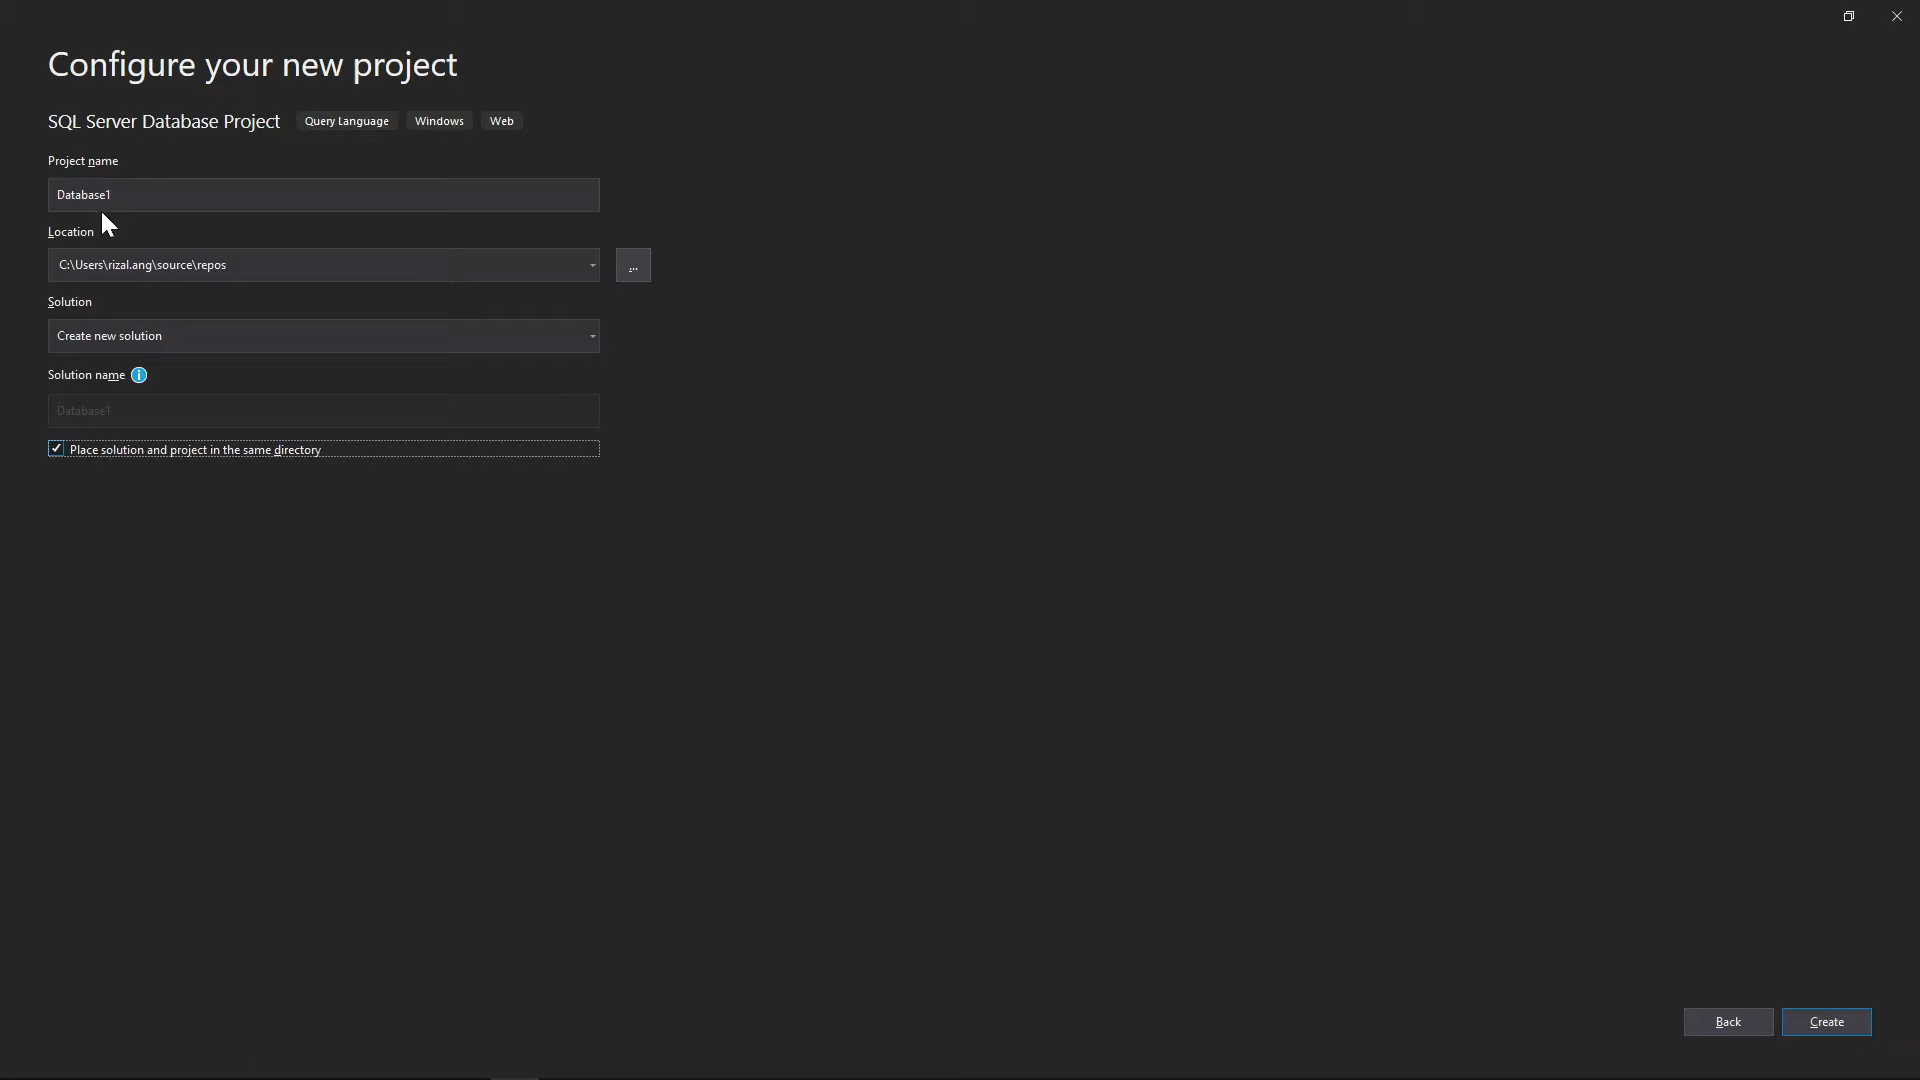 Configure your new project
SQL Server Database Project Query Language Windows Web
Project name
Database1
Location
C:\Users\rizal.ang\source\repos
...
Solution
Create new solution
Solution name
Database1
Place solution and project in the same directory
Back Create